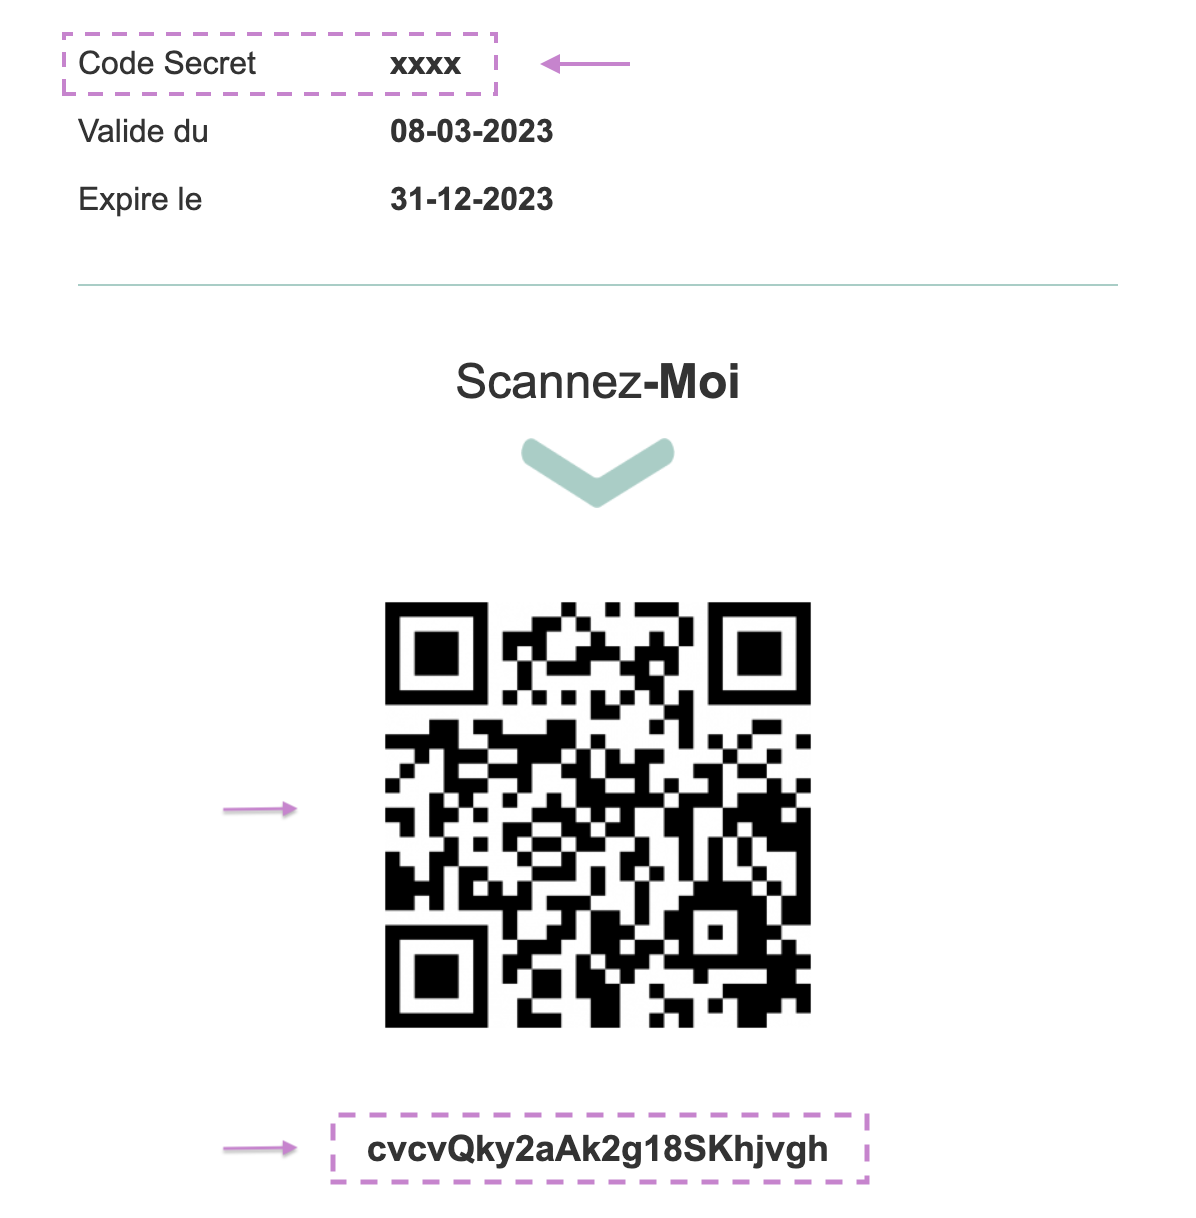 Code Secret xxxx
Valide du 08-03-2023
Expire le 31-12-2023
Scannez-Moi
cvcvQky2aAk2g18SKhjvgh